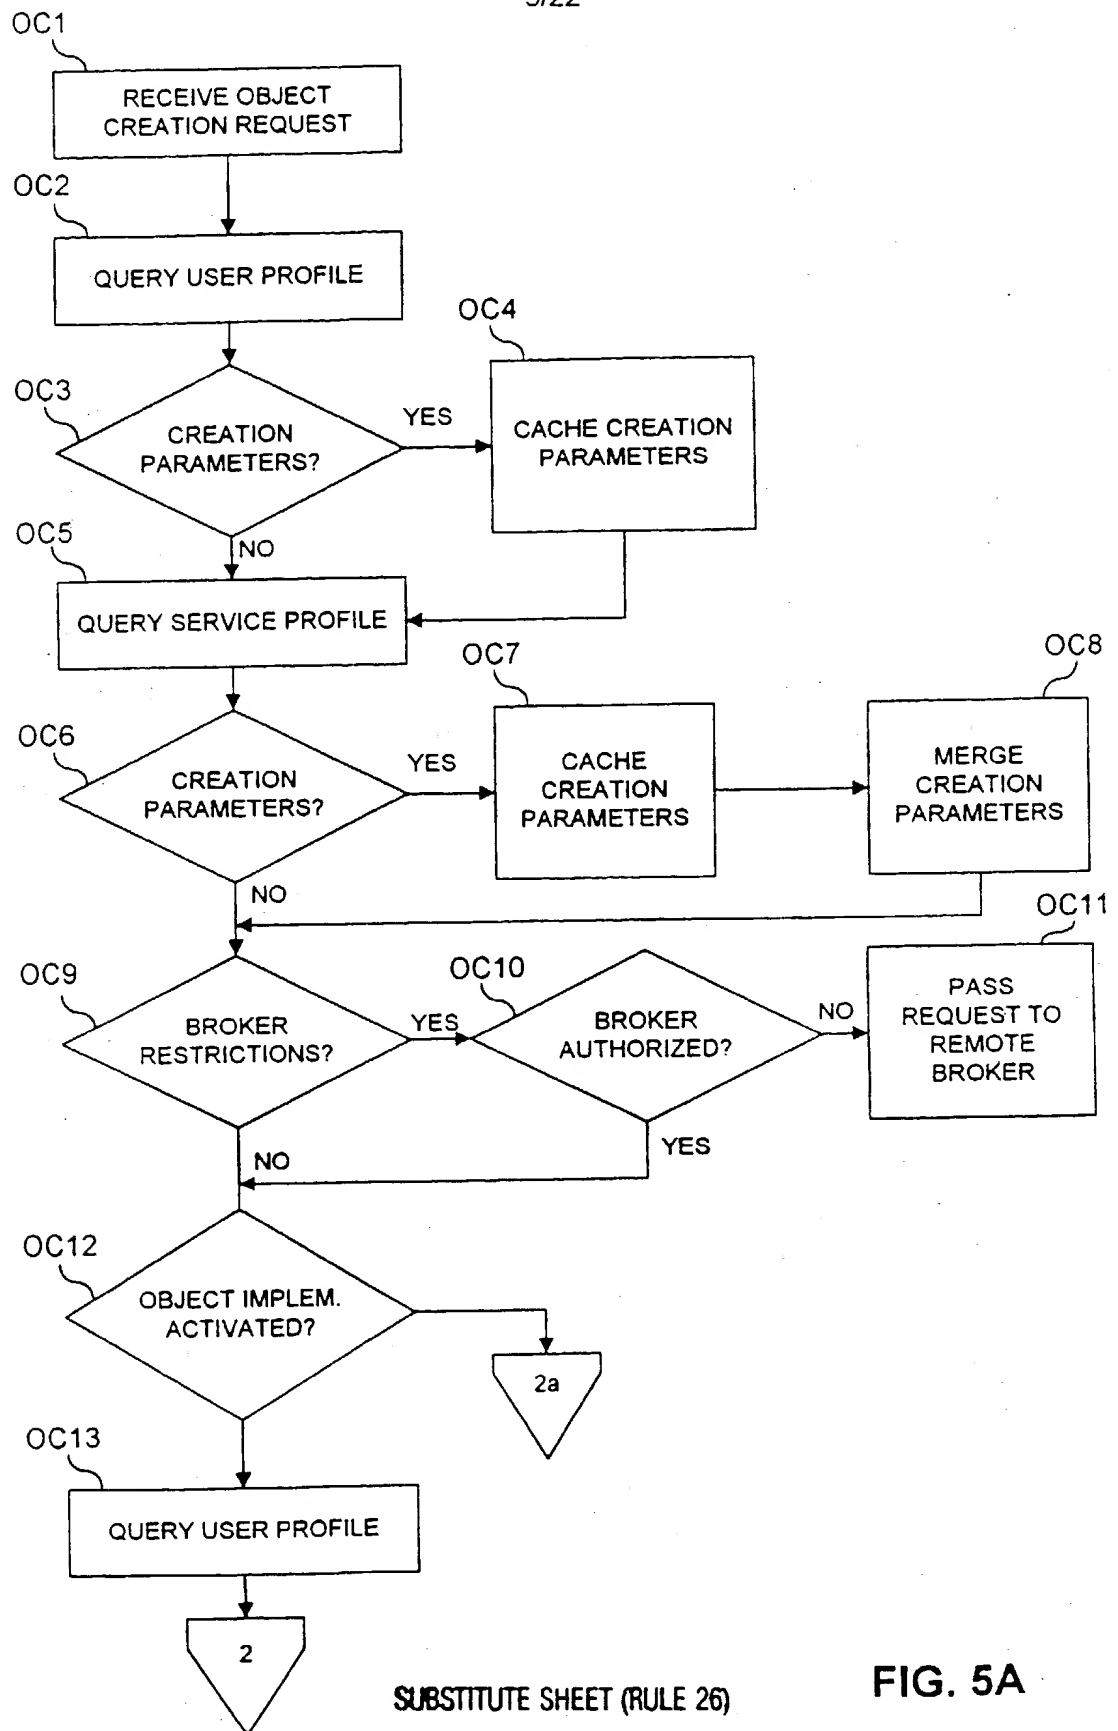 OC1
RECEIVE OBJECT
CREATION REQUEST
OC2
QUERY USER PROFILE
OC3
CREATION
PARAMETERS?
YES
OC4
CACHE CREATION
PARAMETERS
NO
OC5
QUERY SERVICE PROFILE
OC6
CREATION
PARAMETERS?
YES
OC7
CACHE
CREATION
PARAMETERS
OC8
MERGE
CREATION
PARAMETERS
NO
OC9
BROKER
RESTRICTIONS?
YES
OC10
BROKER
AUTHORIZED?
NO
OC11
PASS
REQUEST TO
REMOTE
BROKER
NO
YES
OC12
OBJECT IMPLEM.
ACTIVATED?
2a
OC13
QUERY USER PROFILE
2
SUBSTITUTE SHEET (RULE 26)
FIG. 5A